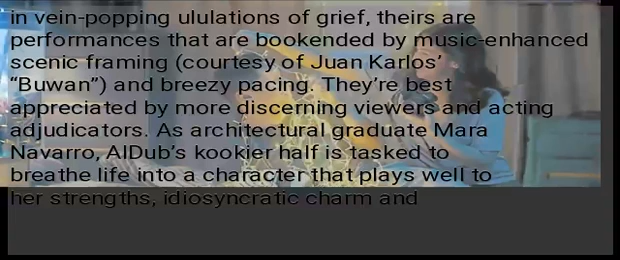 in vein-popping ululations of grief, theirs are
performances that are bookended by music-enhanced
scenic framing (courtesy of Juan Karlos’
“Buwan”) and breezy pacing. They’re best
appreciated by more discerning viewers and acting
adjudicators. As architectural graduate Mara
Navarro, AlDub’s kookier half is tasked to
breathe life into a character that plays well to
her strengths, idiosyncratic charm and